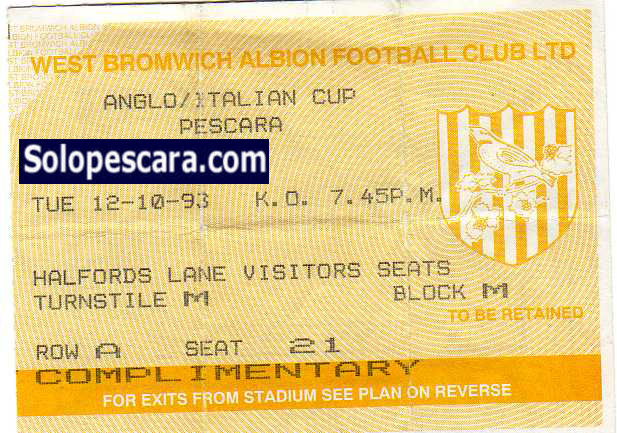 WEST BROMWICH ALBION FOOTBALL CLUB LTD
ANGLO/ITALIAN CUP
PESCARA
Solopescara.com
TUE 12-10-93 K.O. 7.45P.M.
HALFORDS LANE VISITORS SEATS
TURNSTILE M BLOCK M
TO BE RETAINED
ROW A SEAT 21
COMPLIMENTARY
FOR EXITS FROM STADIUM SEE PLAN ON REVERSE